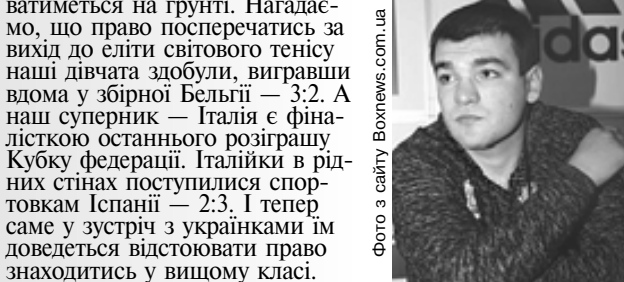 ватиметься на ґрунті. Нагадає-
мо, що право посперечатись за
вихід до еліти світового тенісу
наші дівчата здобули, вигравши
вдома у збірної Бельгії — 3:2. А
наш суперник — Італія є фіна-
лісткою останнього розіграшу
Кубку федерації. Італійки в рід-
них стінах поступилися спор-
товкам Іспанії — 2:3. І тепер
саме у зустріч з українками їм
доведеться відстоювати право
знаходитись у вищому класі.
Фото з сайту Boxnews.com.ua
idas